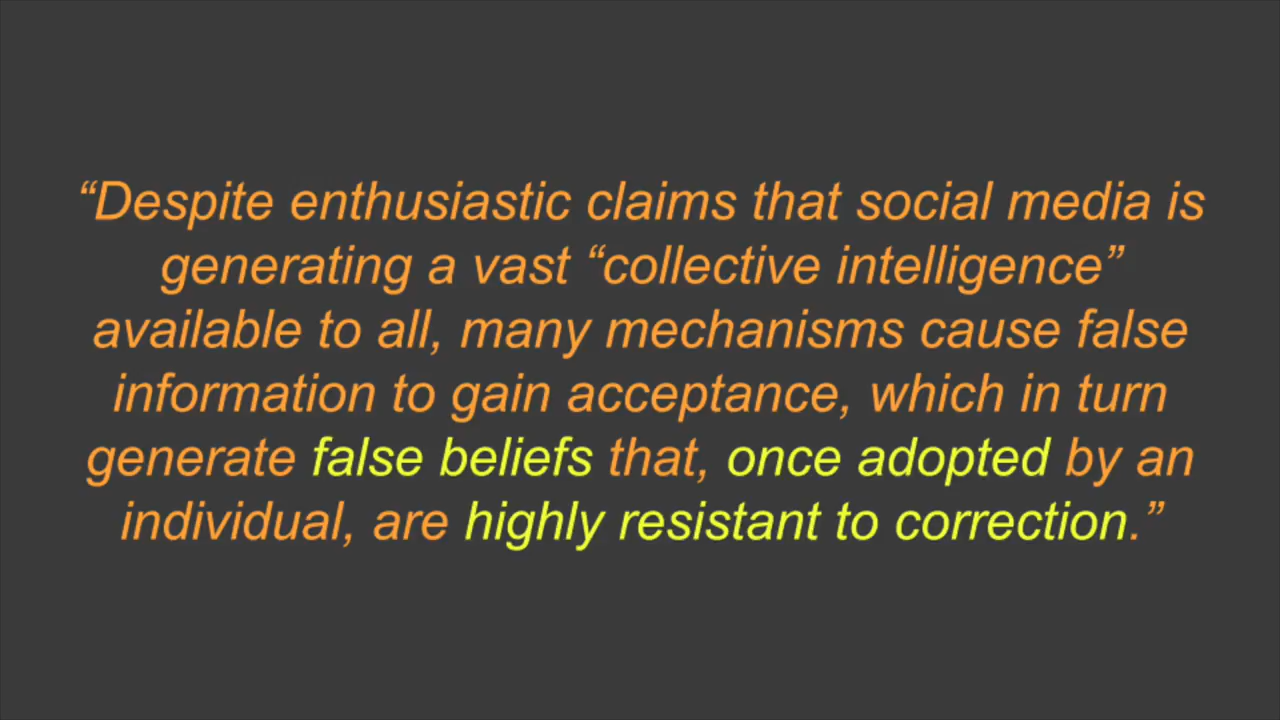 “Despite enthusiastic claims that social media is
generating a vast “collective intelligence”
available to all, many mechanisms cause false
information to gain acceptance, which in turn
generate false beliefs that, once adopted by an
individual, are highly resistant to correction.”